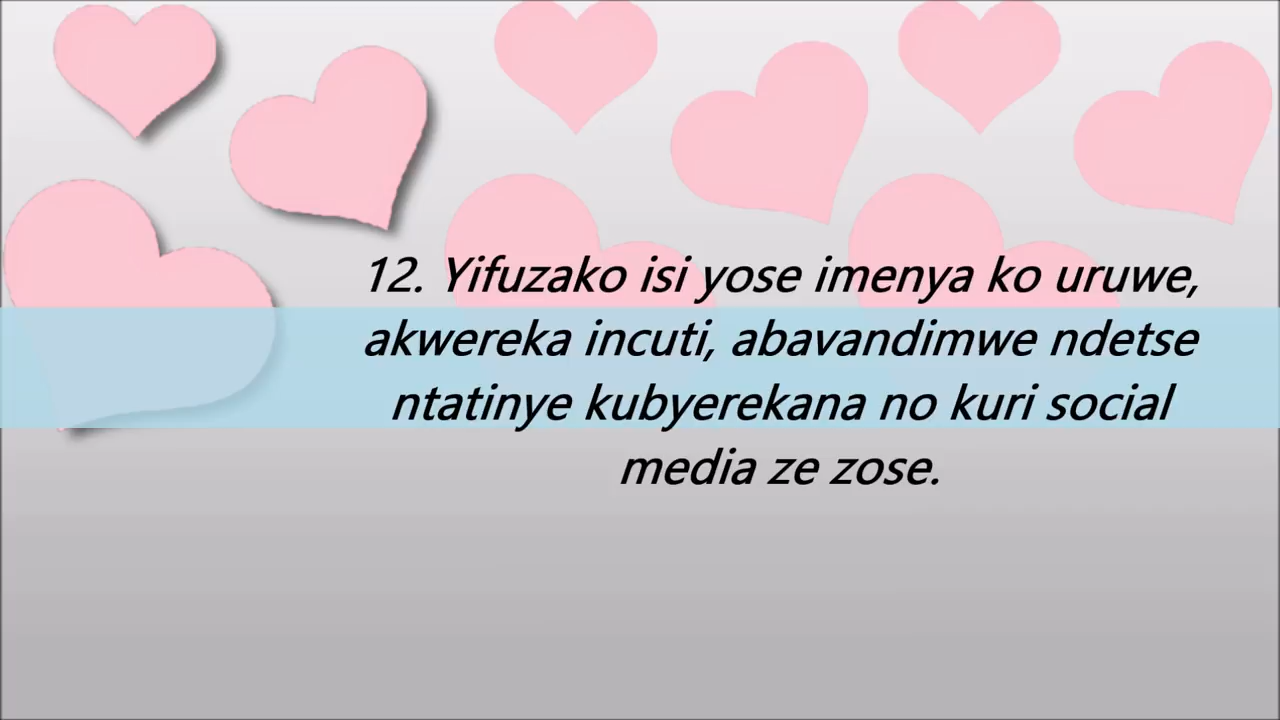 12. Yifuzako isi yose imenya ko uruwe,
akwereka incuti, abavandimwe ndetse
ntatinye kubyerekana no kuri social
media ze zose.